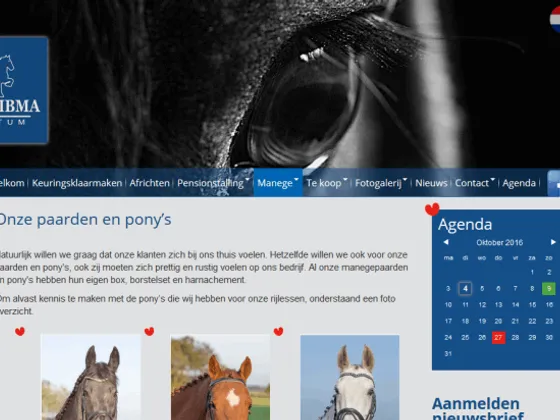 IBMA
TUM
elkom Keuringsklaarmaken Africhten Pensionstalling Manege Te koop Fotogalerij Nieuws Contact Agenda
Onze paarden en pony's
Agenda
Oktober 2016
atuurlijk willen we graag dat onze klanten zich bij ons thuis voelen. Hetzelfde willen we ook voor onze
aarden en pony's, ook zij moeten zich prettig en rustig voelen op ons bedrijf. Al onze manegepaarden
n pony's hebben hun eigen box, borstelset en harnachement.
Om alvast kennis te maken met de pony's die wij hebben voor onze rijlessen, onderstaand een foto
verzicht.
ma di wo do vr za zo
1 2
3 4 5 6 7 8 9
10 11 12 13 14 15 16
17 18 19 20 21 22 23
24 25 26 27 28 29 30
31
Aanmelden
nieuwsbrief